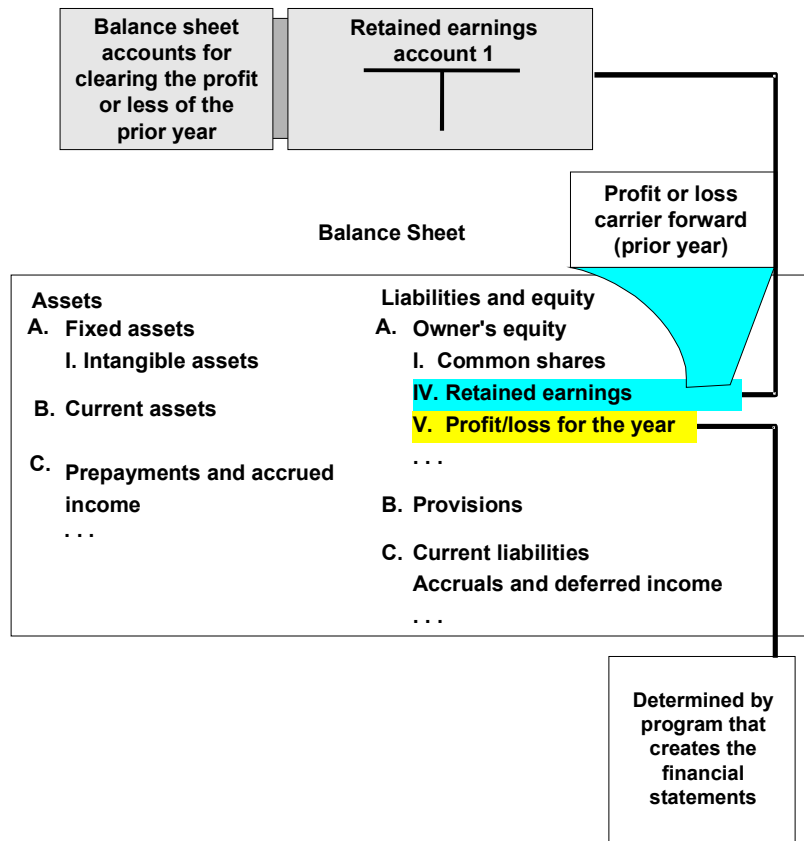 Balance sheet
accounts for
clearing the profit
or less of the
prior year
Retained earnings
account 1
Profit or loss
carrier forward
(prior year)
Balance Sheet
Assets
A. Fixed assets
I. Intangible assets
B. Current assets
C. Prepayments and accrued
income
. . .
Liabilities and equity
A. Owner's equity
I. Common shares
IV. Retained earnings
V. Profit/loss for the year
. . .
B. Provisions
C. Current liabilities
Accruals and deferred income
. . .
Determined by
program that
creates the
financial
statements